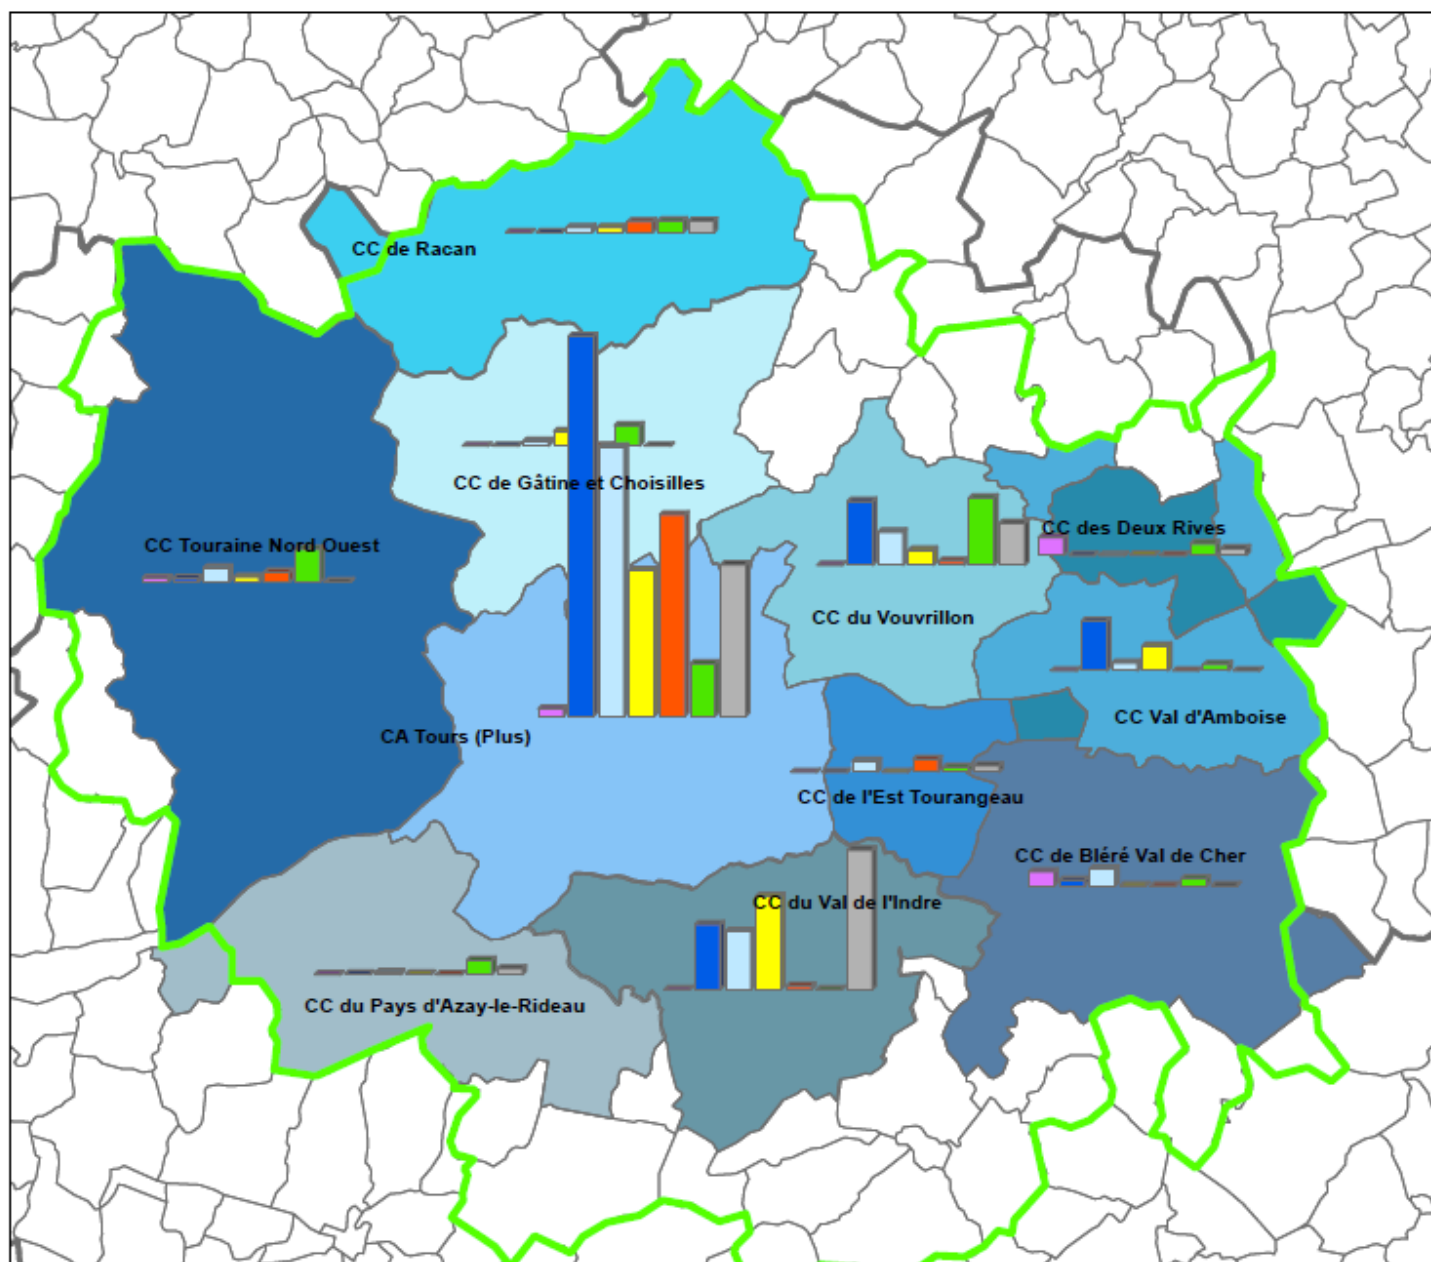 CC de Racan
CC de Gâtine et Choisilles
CC des Deux Rives
CC Touraine Nord Ouest
CC du Vouvrillon
CC Val d'Amboise
CA Tours (Plus)
CC de l'Est Tourangeau
CC de Bléré Val de Cher
CC du Val de l'Indre
CC du Pays d'Azay-le-Rideau